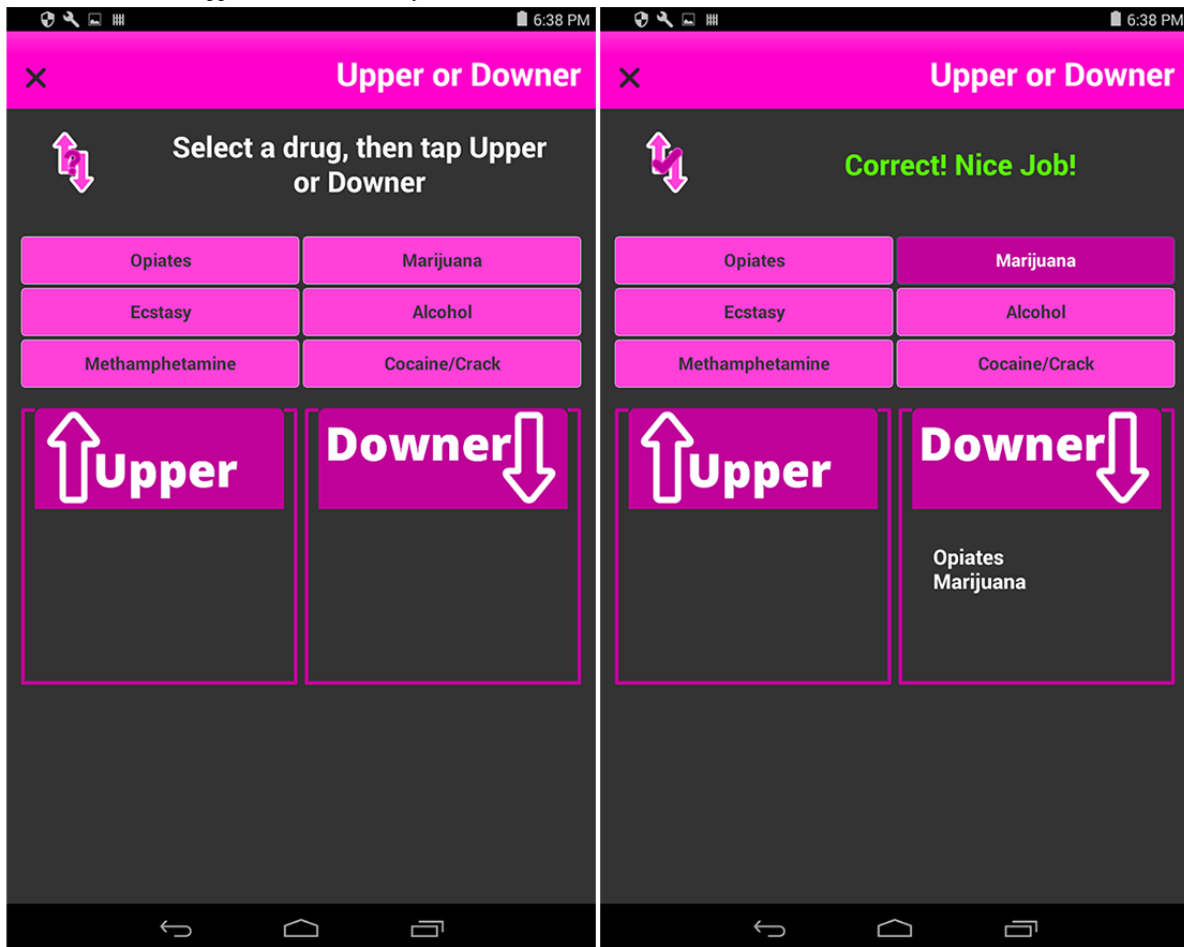 6:38 PM
Upper or Downer
Select a drug, then tap Upper
or Downer
Opiates
Marijuana
Ecstasy
Alcohol
Methamphetamine
Cocaine/Crack
Upper
Downer
6:38 PM
Upper or Downer
Correct! Nice Job!
Opiates
Marijuana
Ecstasy
Alcohol
Methamphetamine
Cocaine/Crack
Upper
Downer
Opiates
Marijuana